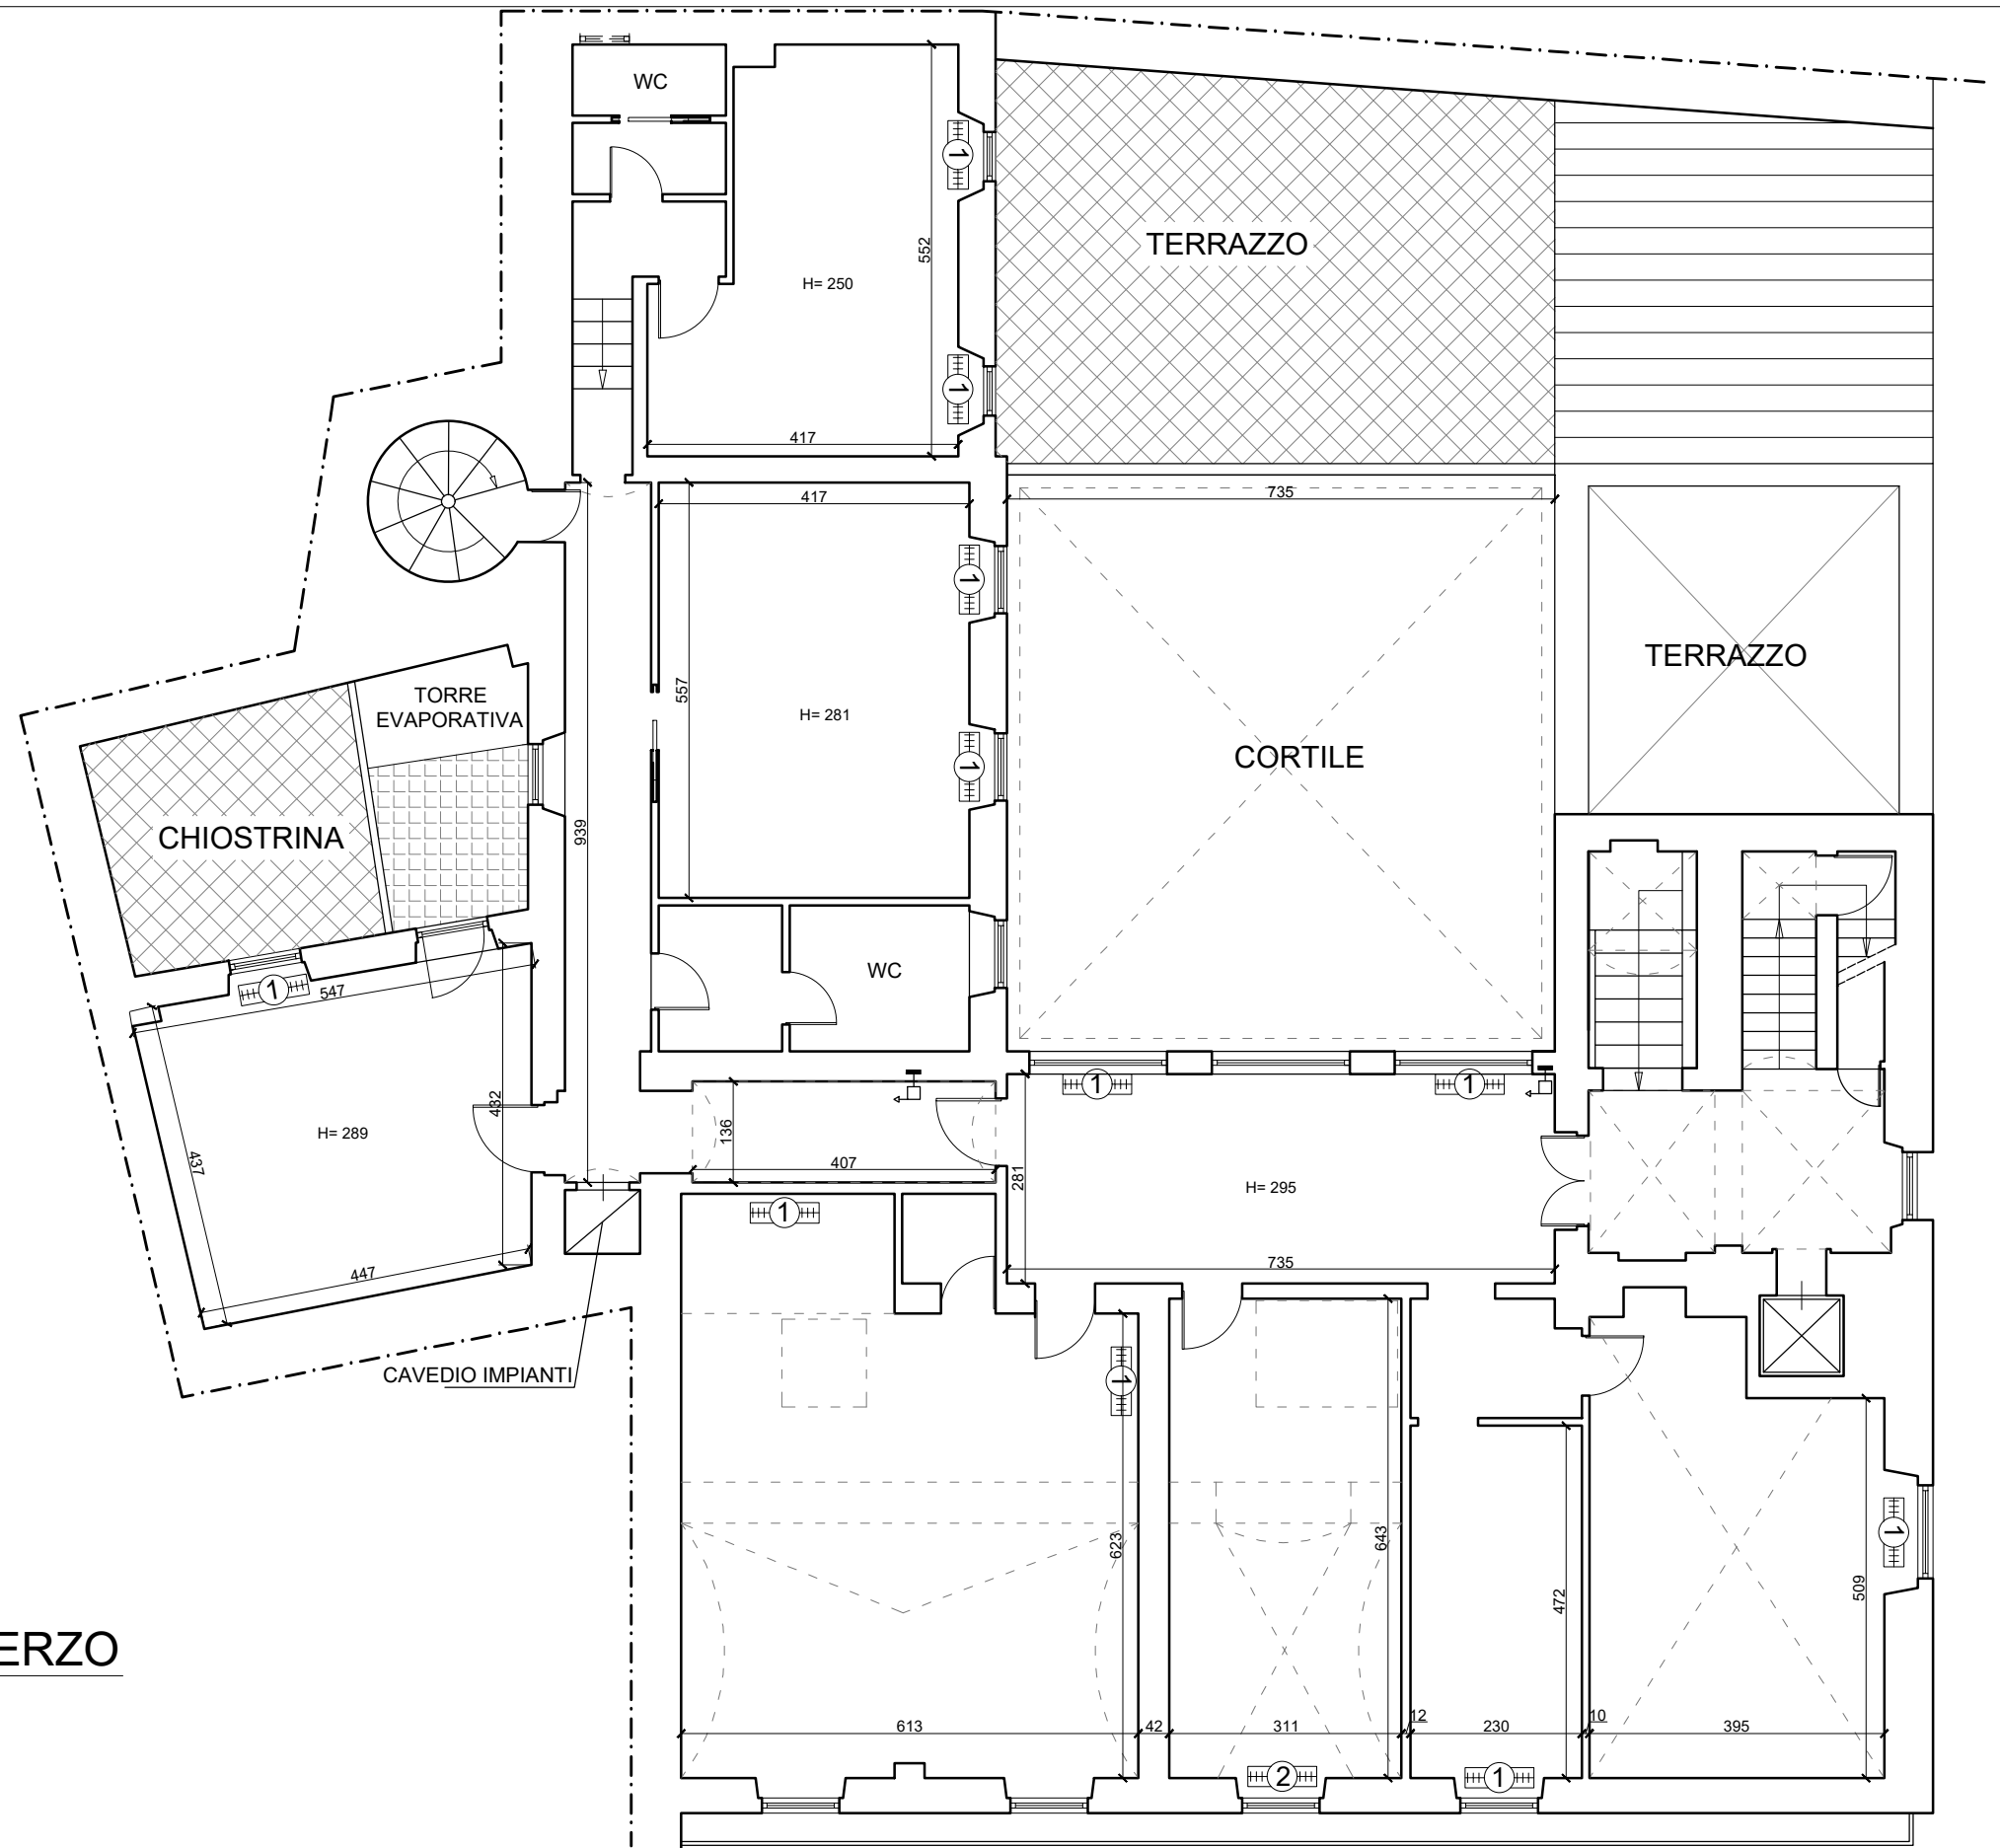 WC
1
552
TERRAZZO
H= 250
1
417
417
735
1
TERRAZZO
TORRE
EVAPORATIVA
557
H= 281
CORTILE
1
939
CHIOSTRINA
WC
1
547
1
1
432
136
H= 289
437
407
281
H= 295
1
735
447
CAVEDIO IMPIANTI
1
623
643
1
472
509
ERZO
613
42
311
12
230
10
395
2
1